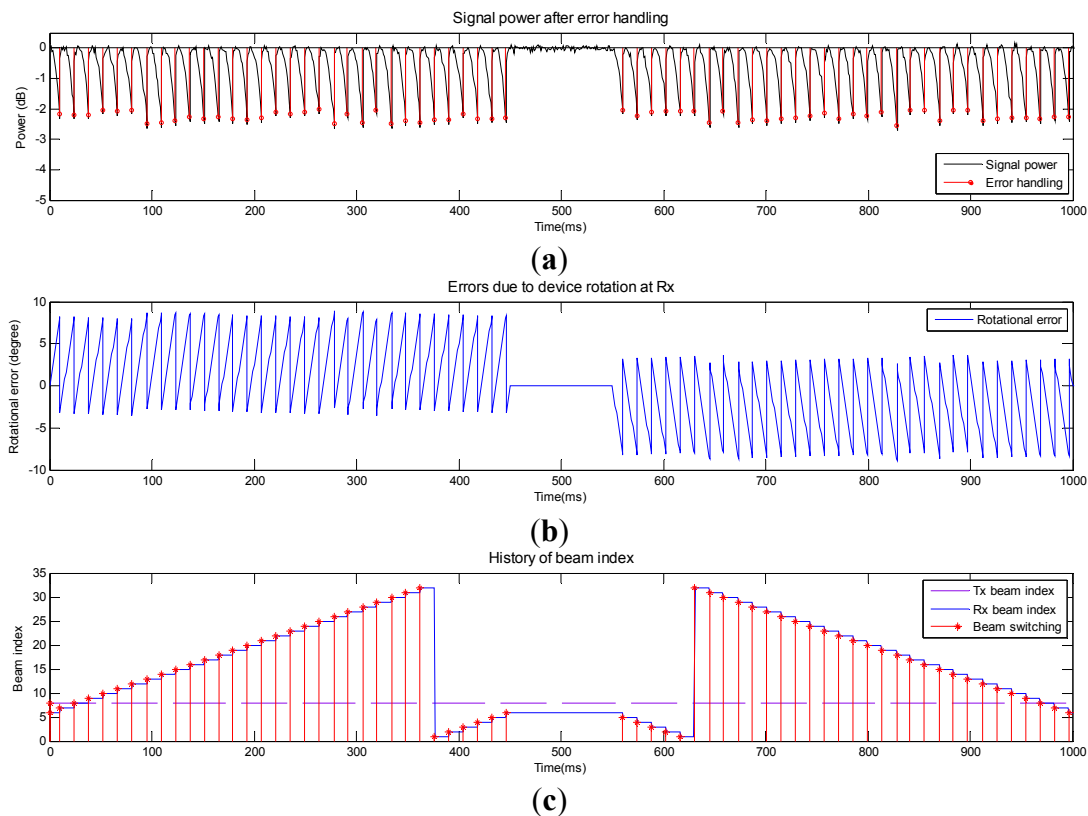 Signal power after error handling
Power (dB)
0
-1
-2
-3
-4
-5
Signal power
Error handling
0 100 200 300 400 500 600 700 800 900 1000
Time(ms)
(a)
Errors due to device rotation at Rx
Rotational error (degree)
10
5
0
-5
-10
Rotational error
0 100 200 300 400 500 600 700 800 900 1000
Time(ms)
(b)
History of beam index
Beam index
35
30
25
20
15
10
5
0
Tx beam index
Rx beam index
Beam switching
0 100 200 300 400 500 600 700 800 900 1000
Time(ms)
(c)